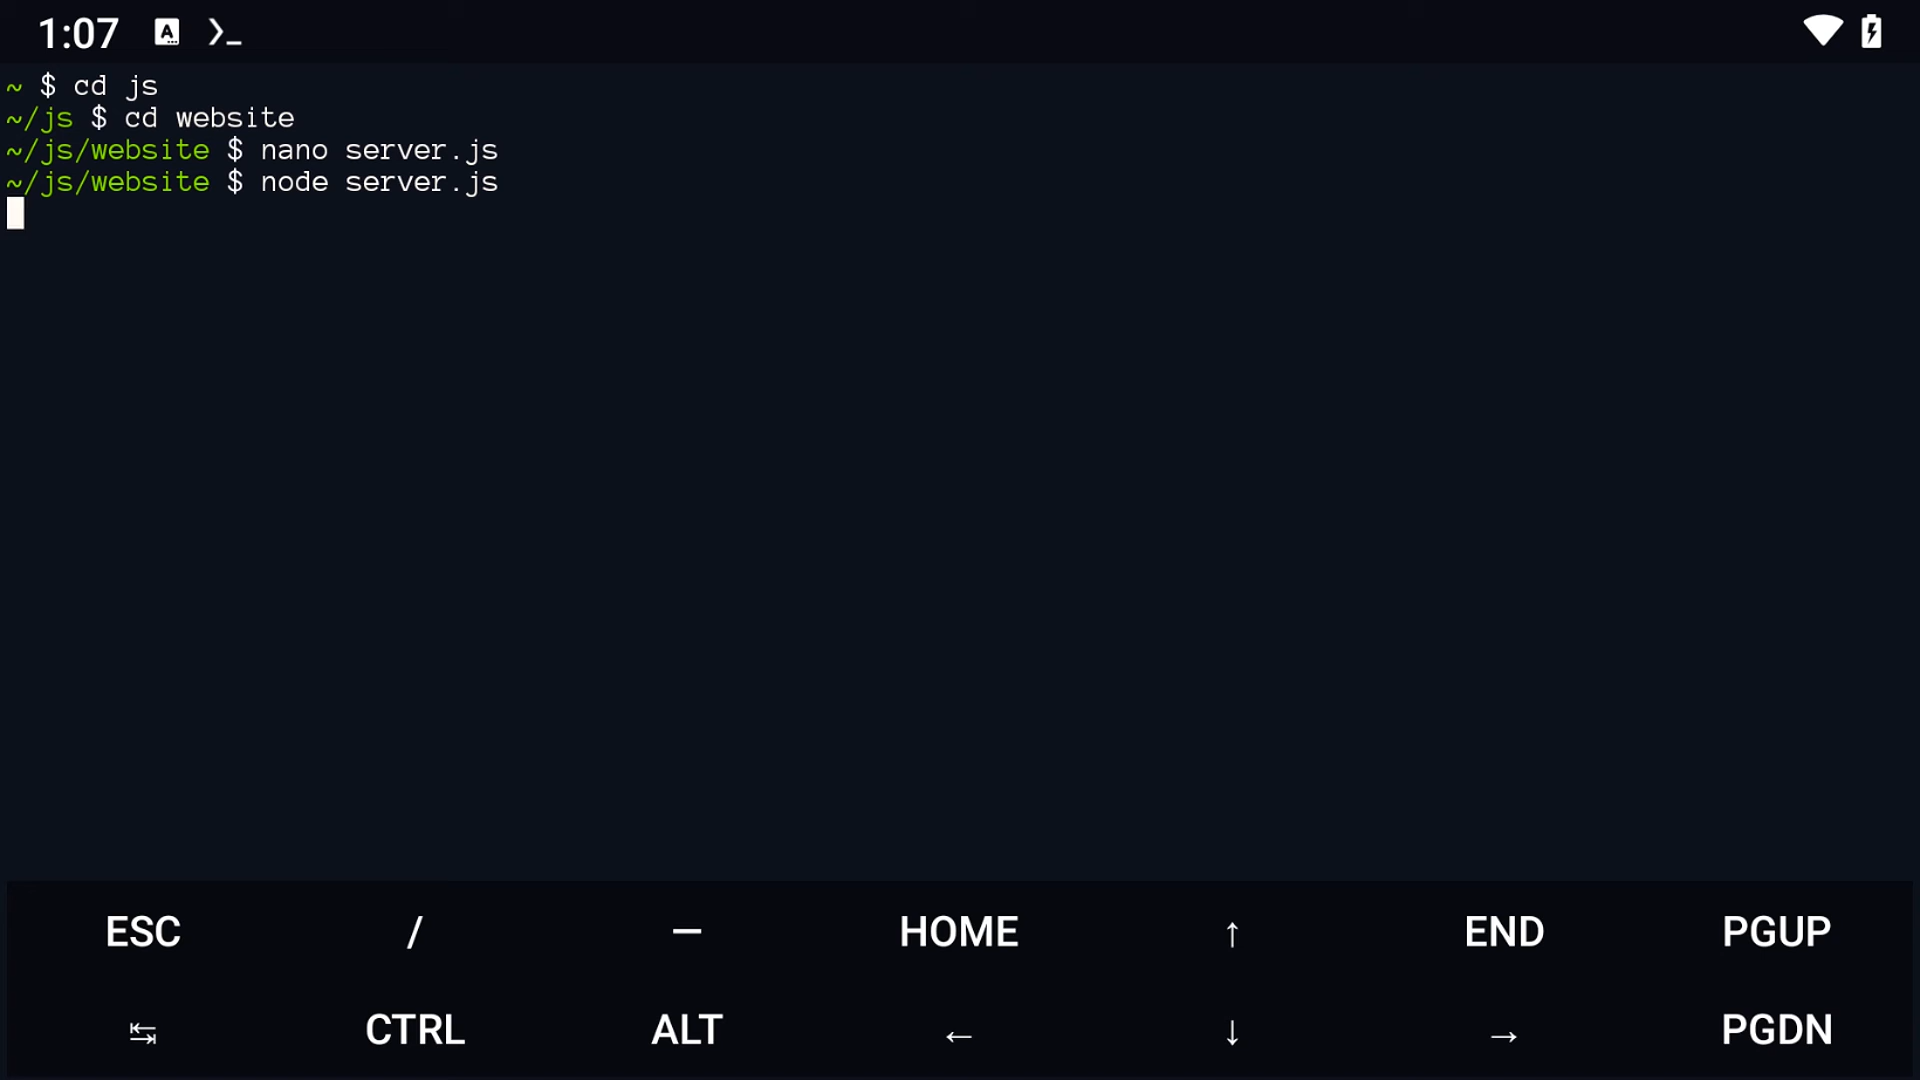 1:07 A >_
~ $ cd js
~/js $ cd website
~/js/website $ nano server.js
~/js/website $ node server.js
ESC / — HOME ↑ END PGUP
↹ CTRL ALT ← ↓ → PGDN